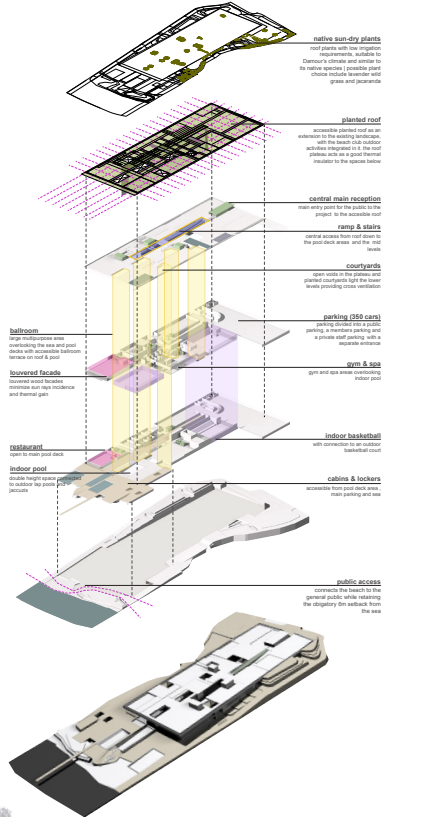 native sun-dry plants
roof plants with low irrigation
requirements, suitable to
Damour's climate and similar to
its native species | possible plant
choice include lavender wild
grass and jacaranda
planted roof
accessible planted roof as an
extension to the existing landscape,
with the beach club outdoor
activities integrated in it. the roof
plateau acts as a good thermal
insulator to the spaces below
central main reception
main entry point for the public to the
project to the accesible roof
ramp & stairs
central access from roof down to
the pool deck areas and the mid
levels
courtyards
open voids in the plateau and
planted courtyards light the lower
levels providing cross ventilation
parking (350 cars)
parking divided into a public
parking, a members parking and
a private staff parking with a
separate entrance
ballroom
large multipurpose area
overlooking the sea and pool
decks with accessible ballroom
terrace on roof & pool
gym & spa
gym and spa areas overlooking
indoor pool
louvered facade
louvered wood facades
minimize sun rays incidence
and thermal gain
indoor basketball
with connection to an outdoor
basketball court
restaurant
open to main pool deck
indoor pool
double height space connected
to outdoor lap pools and
jaccuzis
cabins & lockers
accessible from pool deck area ,
main parking and sea
public access
connects the beach to the
general public while retaining
the obigatory 6m setback from
the sea